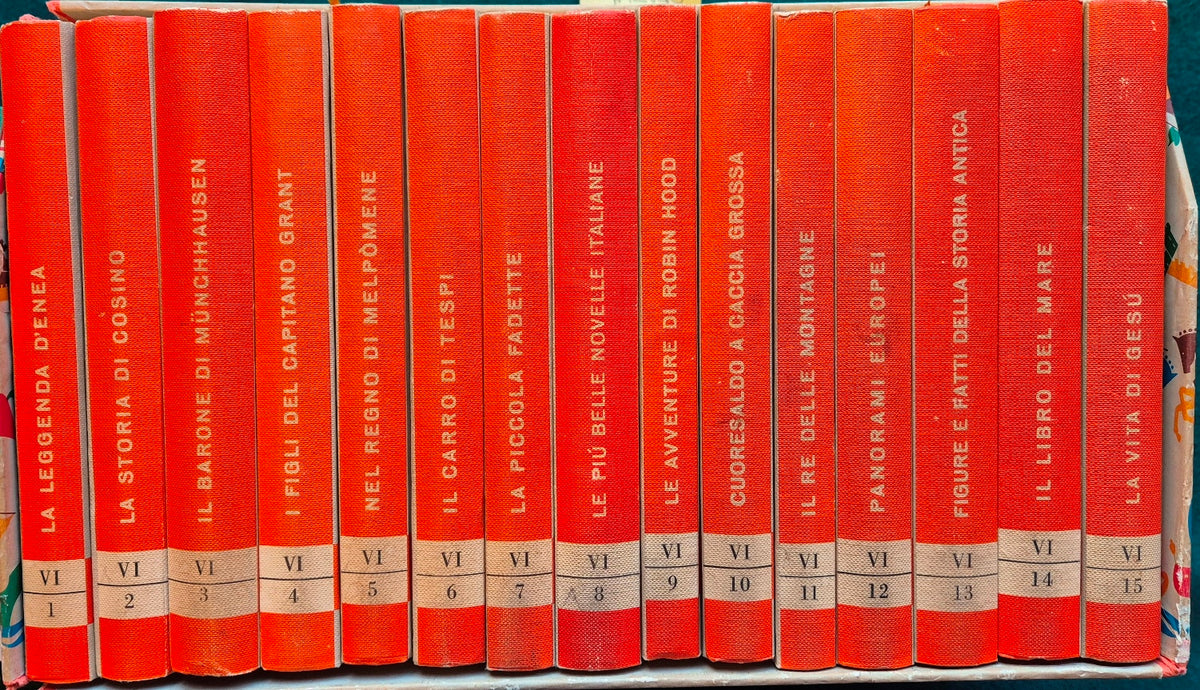 LA LEGGENDA D'ENEA
VI
1
LA STORIA DI COSINO
VI
2
IL BARONE DI MÜNCHHAUSEN
VI
3
I FIGLI DEL CAPITANO GRANT
VI
4
NEL REGNO DI MELPÒMENE
VI
5
IL CARRO DI TESPI
VI
6
LA PICCOLA FADETTE
VI
7
LE PIÚ BELLE NOVELLE ITALIANE
VI
8
LE AVVENTURE DI ROBIN HOOD
VI
9
CUORESALDO A CACCIA GROSSA
VI
10
IL RE DELLE MONTAGNE
VI
11
PANORAMI EUROPEI
VI
12
FIGURE E FATTI DELLA STORIA ANTICA
VI
13
IL LIBRO DEL MARE
VI
14
LA VITA DI GESÚ
VI
15